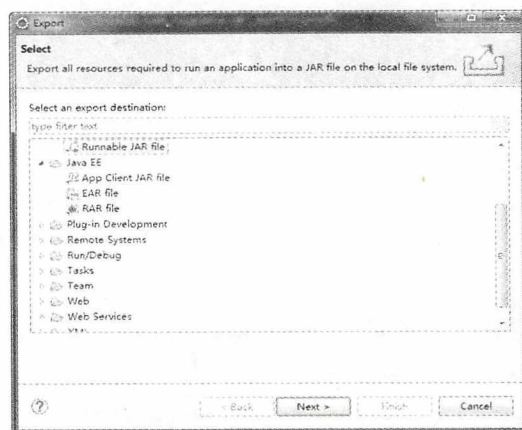 Export
Select
Export all resources required to run an application into a JAR file on the local file system.
Select an export destination:
type filter text
Runnable JAR file
Java EE
App Client JAR file
EAR file
RAR file
Plug-in Development
Remote Systems
Run/Debug
Tasks
Team
Web
Web Services
XML
< Back
Next >
Finish
Cancel